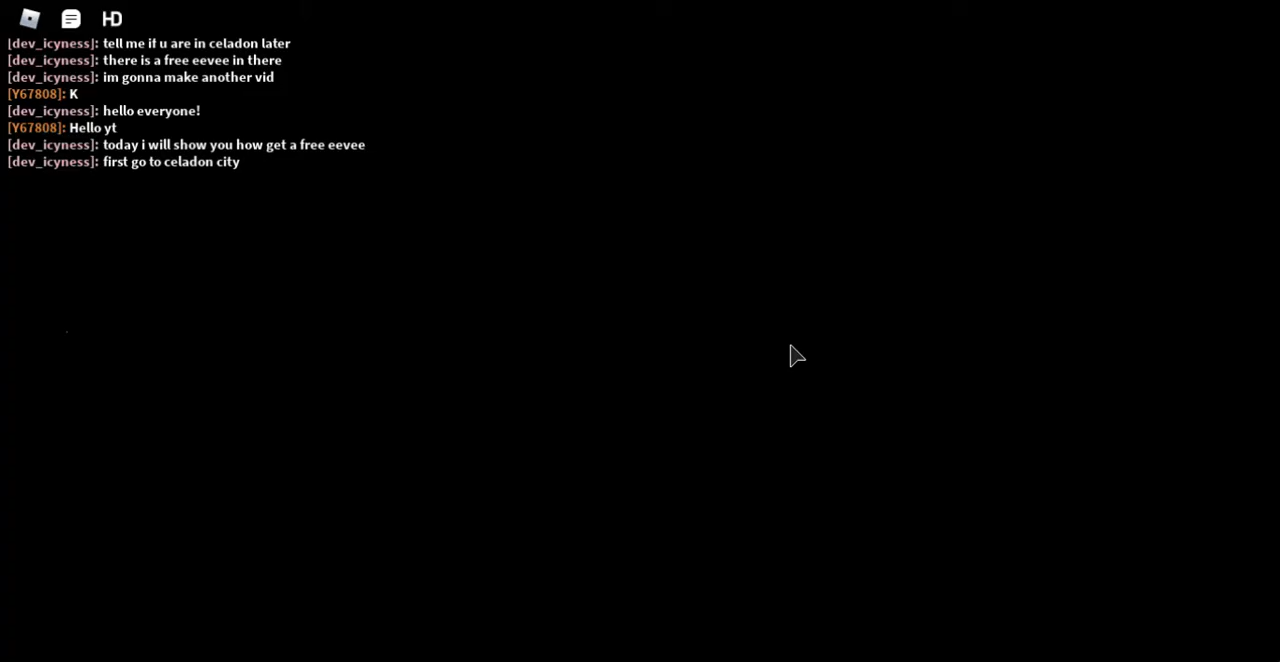 HD
[dev_icyness]: tell me if u are in celadon later
[dev_icyness]: there is a free eevee in there
[dev_icyness]: im gonna make another vid
[Y67808]: K
[dev_icyness]: hello everyone!
[Y67808]: Hello yt
[dev_icyness]: today i will show you how get a free eevee
[dev_icyness]: first go to celadon city